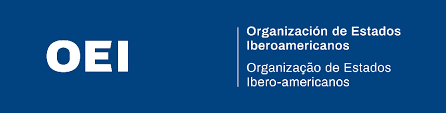 OEI
Organización de Estados
Iberoamericanos
Organização de Estados
Ibero-americanos